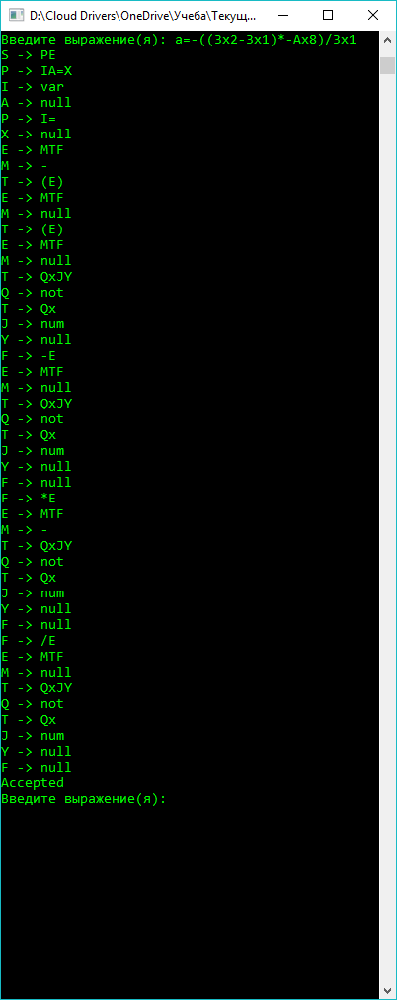 D:\Cloud Drivers\OneDrive\Учеба\Текущ...
Введите выражение(я): a=-((3x2-3x1)*-Ax8)/3x1
S -> PE
P -> IA=X
I -> var
A -> null
P -> I=
X -> null
E -> MTF
M -> -
T -> (E)
E -> MTF
M -> null
T -> (E)
E -> MTF
M -> null
T -> QxJY
Q -> not
T -> Qx
J -> num
Y -> null
F -> -E
E -> MTF
M -> null
T -> QxJY
Q -> not
T -> Qx
J -> num
Y -> null
F -> null
F -> *E
E -> MTF
M -> -
T -> QxJY
Q -> not
T -> Qx
J -> num
Y -> null
F -> null
F -> /E
E -> MTF
M -> null
T -> QxJY
Q -> not
T -> Qx
J -> num
Y -> null
F -> null
Accepted
Введите выражение(я):